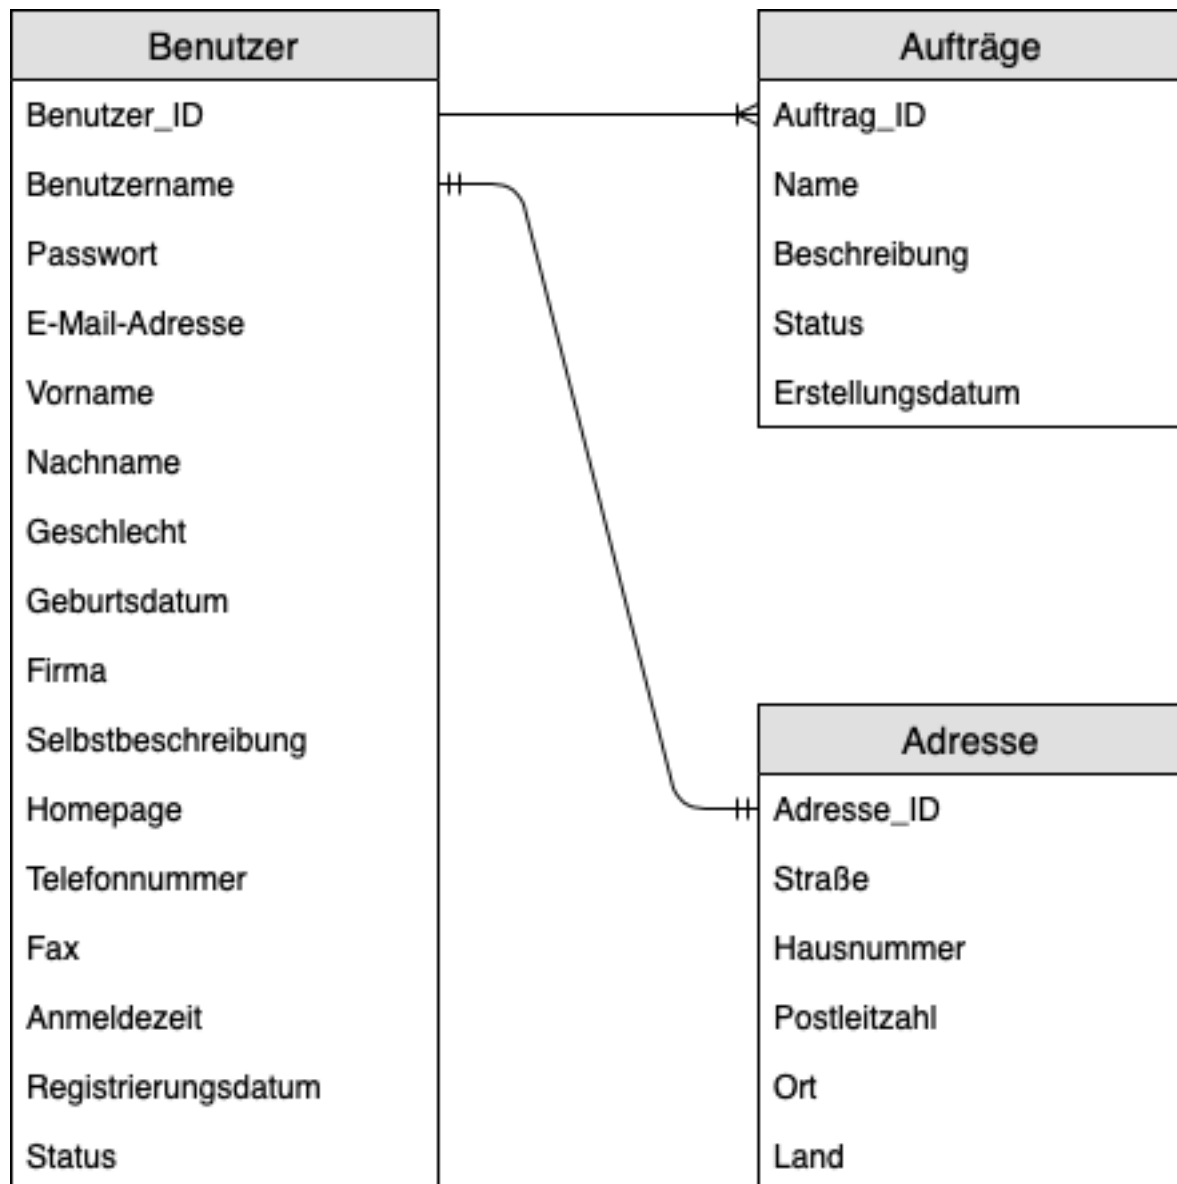 Benutzer
Benutzer_ID
Benutzername
Passwort
E-Mail-Adresse
Vorname
Nachname
Geschlecht
Geburtsdatum
Firma
Selbstbeschreibung
Homepage
Telefonnummer
Fax
Anmeldezeit
Registrierungsdatum
Status
Aufträge
Auftrag_ID
Name
Beschreibung
Status
Erstellungsdatum
Adresse
Adresse_ID
Straße
Hausnummer
Postleitzahl
Ort
Land